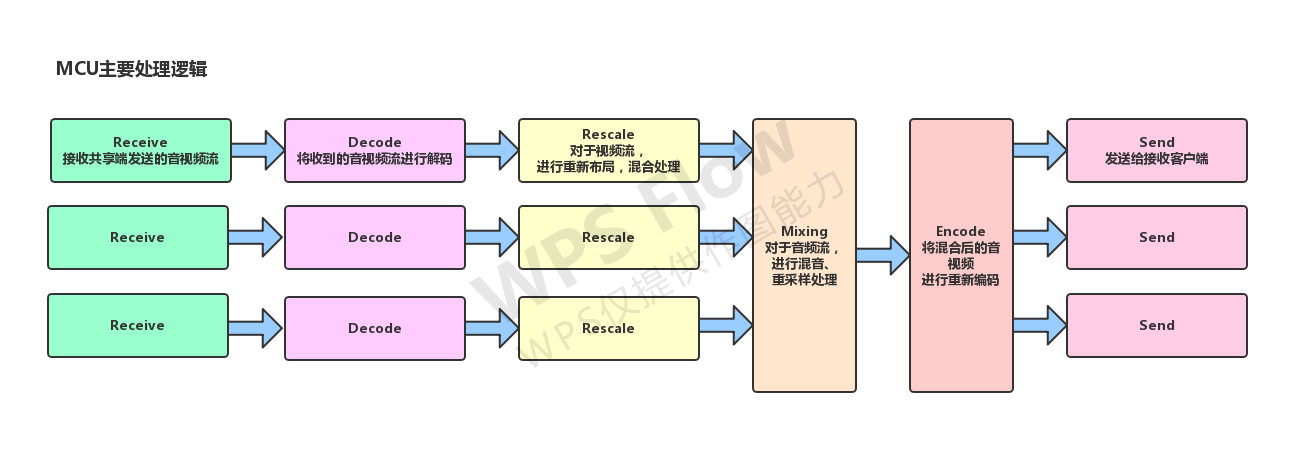 MCU主要处理逻辑
Receive
接收共享端发送的音视频流
Decode
将收到的音视频流进行解码
Rescale
对于视频流，
进行重新布局，混合处理
Send
发送给接收客户端
Receive
Decode
Rescale
Mixing
对于音频流，
进行混音、
重采样处理
Encode
将混合后的音
视频
进行重新编码
Send
Receive
Decode
Rescale
Send
WPS Flow
WPS仅提供作图能力